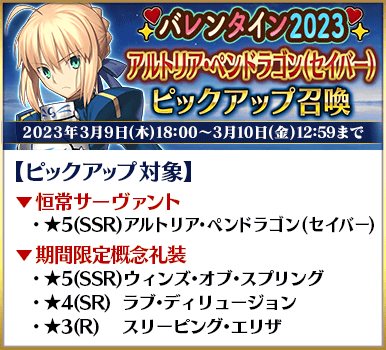 バレンタイン2023
アルトリア・ペンドラゴン(セイバー)
ピックアップ召喚
2023年3月9日(木)18:00～3月10日(金)12:59まで
【ピックアップ対象】
▼恒常サーヴァント
・★5(SSR)アルトリア・ペンドラゴン(セイバー)
▼期間限定概念礼装
・★5(SSR)ウィンズ・オブ・スプリング
・★4(SR) ラブ・ディリュージョン
・★3(R) スリーピング・エリザ